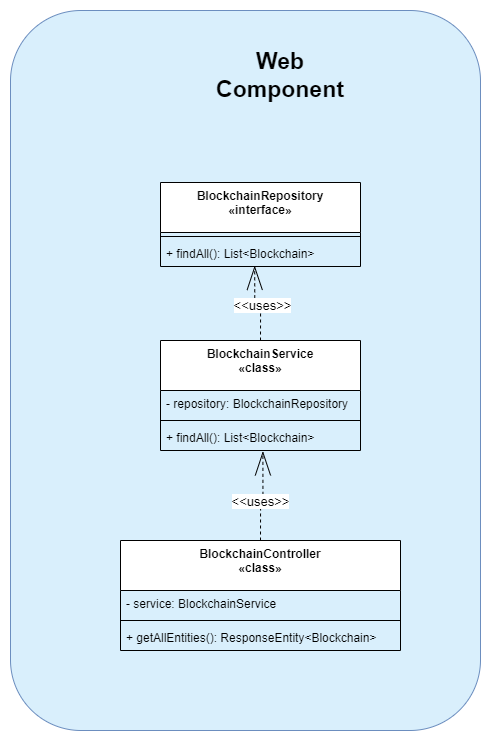 Web
Component
BlockchainRepository
«interface»
+ findAll(): List<Blockchain>
<<uses>>
BlockchainService
«class»
- repository: BlockchainRepository
+ findAll(): List<Blockchain>
<<uses>>
BlockchainController
«class»
- service: BlockchainService
+ getAllEntities(): ResponseEntity<Blockchain>